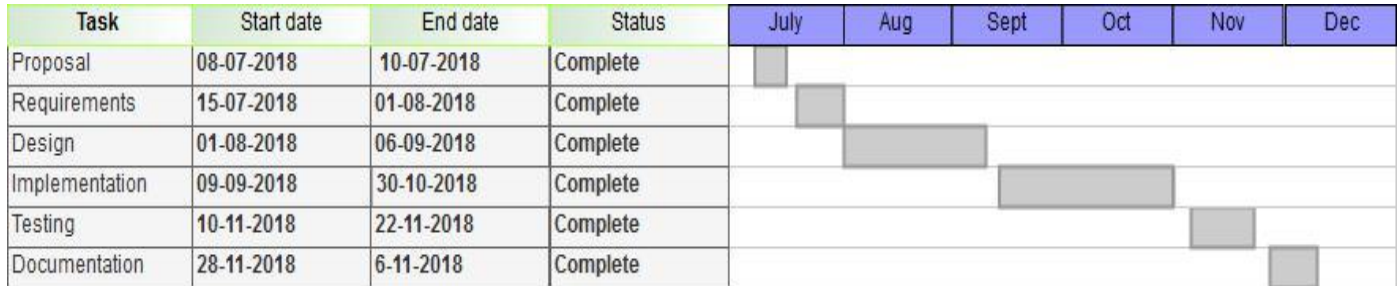 Task Start date End date Status July Aug Sept Oct Nov Dec
Proposal 08-07-2018 10-07-2018 Complete
Requirements 15-07-2018 01-08-2018 Complete
Design 01-08-2018 06-09-2018 Complete
Implementation 09-09-2018 30-10-2018 Complete
Testing 10-11-2018 22-11-2018 Complete
Documentation 28-11-2018 6-11-2018 Complete